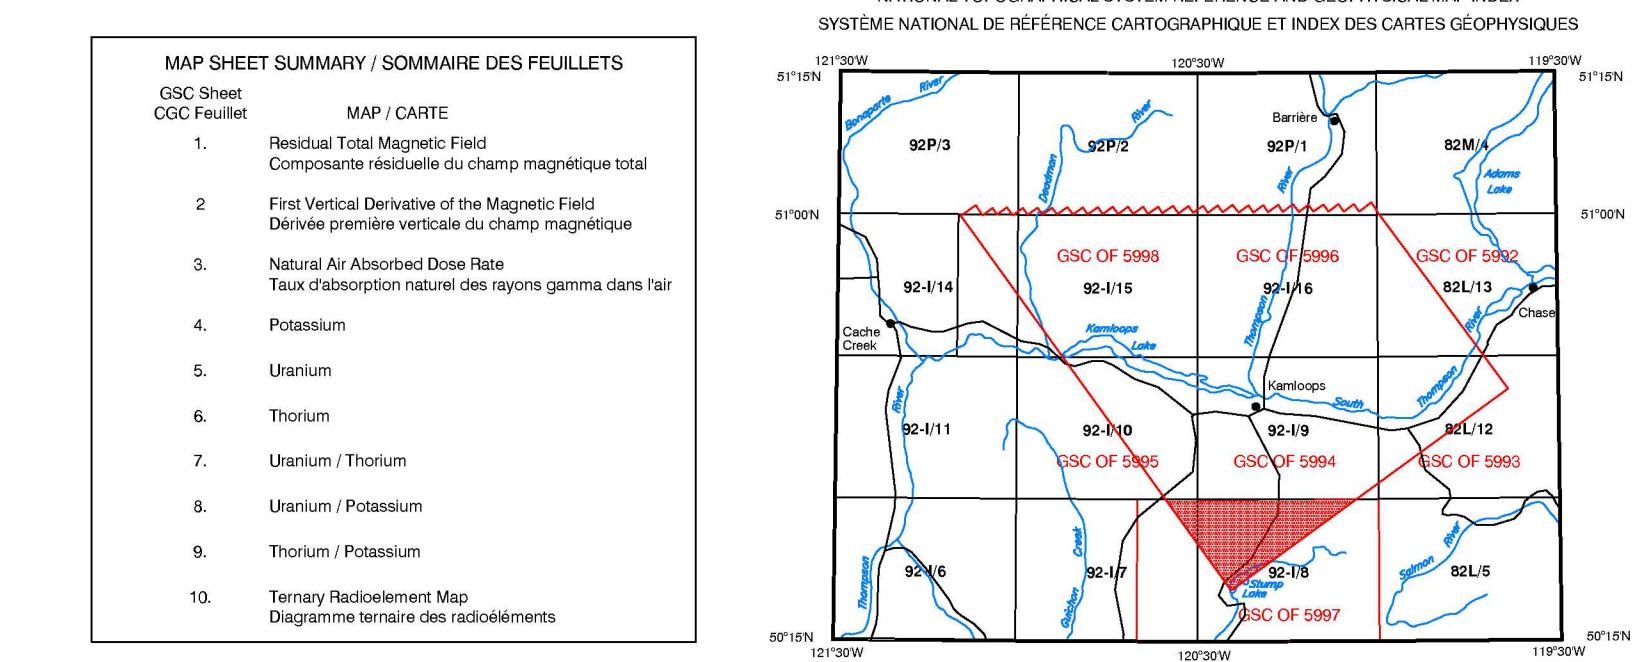 MAP SHEET SUMMARY / SOMMAIRE DES FEUILLETS
GSC Sheet
CGC Feuillet
MAP / CARTE
1.
Residual Total Magnetic Field
Composante résiduelle du champ magnétique total
2
First Vertical Derivative of the Magnetic Field
Dérivée première verticale du champ magnétique
3.
Natural Air Absorbed Dose Rate
Taux d'absorption naturel des rayons gamma dans l'air
4.
Potassium
5.
Uranium
6.
Thorium
7.
Uranium / Thorium
8.
Uranium / Potassium
9.
Thorium / Potassium
10.
Ternary Radioelement Map
Diagramme ternaire des radioéléments
NATIONAL TOPOGRAPHICAL SYSTEM REFERENCE AND GEOPHYSICAL MAP INDEX
SYSTÈME NATIONAL DE RÉFÉRENCE CARTOGRAPHIQUE ET INDEX DES CARTES GÉOPHYSIQUES
121°30'W
120°30'W
119°30'W
51°15'N
51°15'N
Bonaparte River
River
Barrière
92P/3
92P/2
92P/1
82M/4
Deadman
River
Adams
Lake
51°00'N
51°00'N
GSC OF 5998
GSC OF 5996
GSC OF 5992
92-I/14
92-I/15
92-I/16
82L/13
Cache
Creek
Kamloops
Lake
Thompson
River
Chase
Kamloops
River
South
Thompson
92-I/11
92-I/10
92-I/9
82L/12
GSC OF 5995
GSC OF 5994
GSC OF 5993
Thompson
92-I/6
Creek
Guichon
92-I/7
92-I/8
Stump
Lake
Salmon
River
82L/5
GSC OF 5997
50°15'N
50°15'N
121°30'W
120°30'W
119°30'W